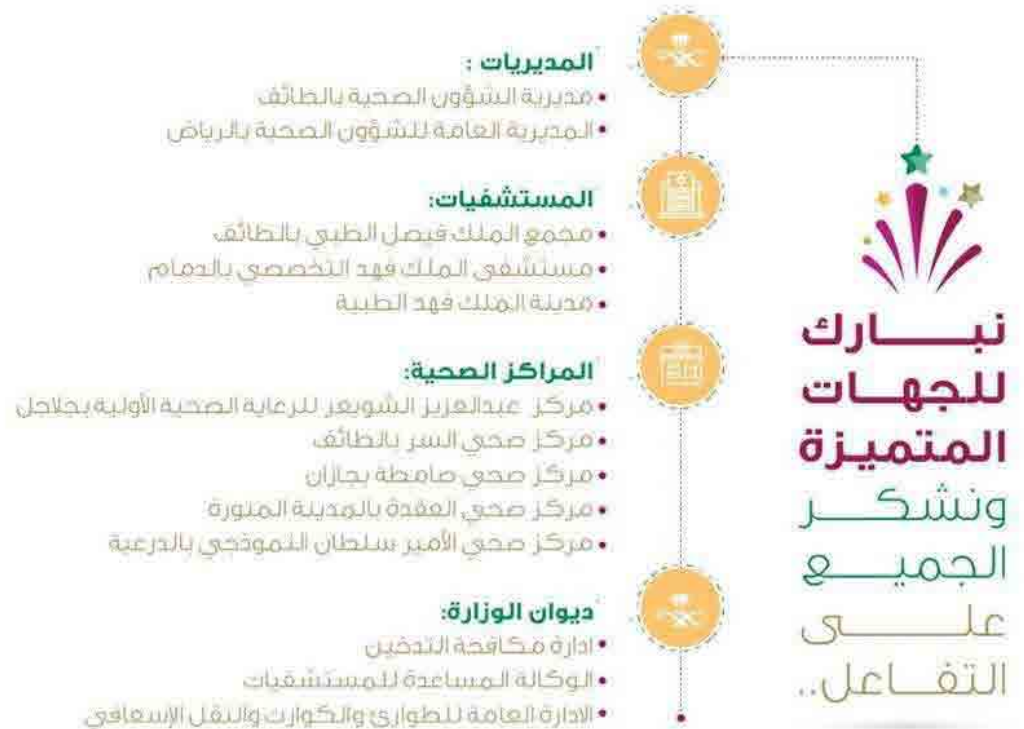 نبارك
للجهات
المتميزة
ونشكر
الجميع
على
التفاعل..
المديريات :
• مديرية الشؤون الصحية بالطائف
• المديرية العامة للشؤون الصحية بالرياض
المستشفيات:
• مجمع الملك فيصل الطبي بالطائف
• مستشفى الملك فهد التخصصي بالدمام
• مدينة الملك فهد الطبية
المراكز الصحية:
• مركز عبدالعزيز الشويعر للرعاية الصحية الأولية بجلاجل
• مركز صحي السر بالطائف
• مركز صحي صامطة بجازان
• مركز صحي العقدة بالمدينة المنورة
• مركز صحي الأمير سلطان النموذجي بالدرعية
ديوان الوزارة:
• ادارة مكافحة التدخين
• الوكالة المساعدة للمستشفيات
• الادارة العامة للطوارئ والكوارث والنقل الإسعافي